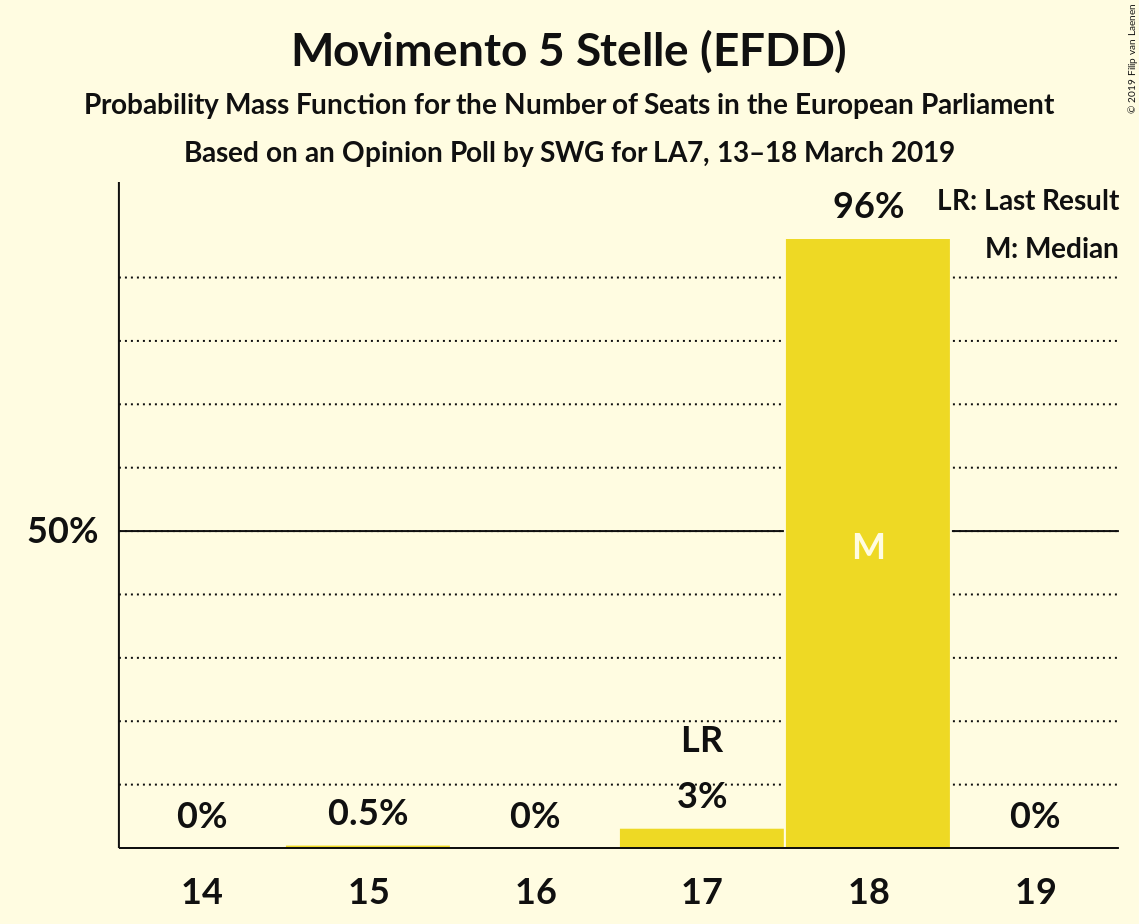 Movimento 5 Stelle (EFDD)
Probability Mass Function for the Number of Seats in the European Parliament
Based on an Opinion Poll by SWG for LA7, 13–18 March 2019
© 2019 Filip van Laenen
LR: Last Result
M: Median
96%
50%
M
LR
0%
0.5%
0%
3%
0%
14
15
16
17
18
19